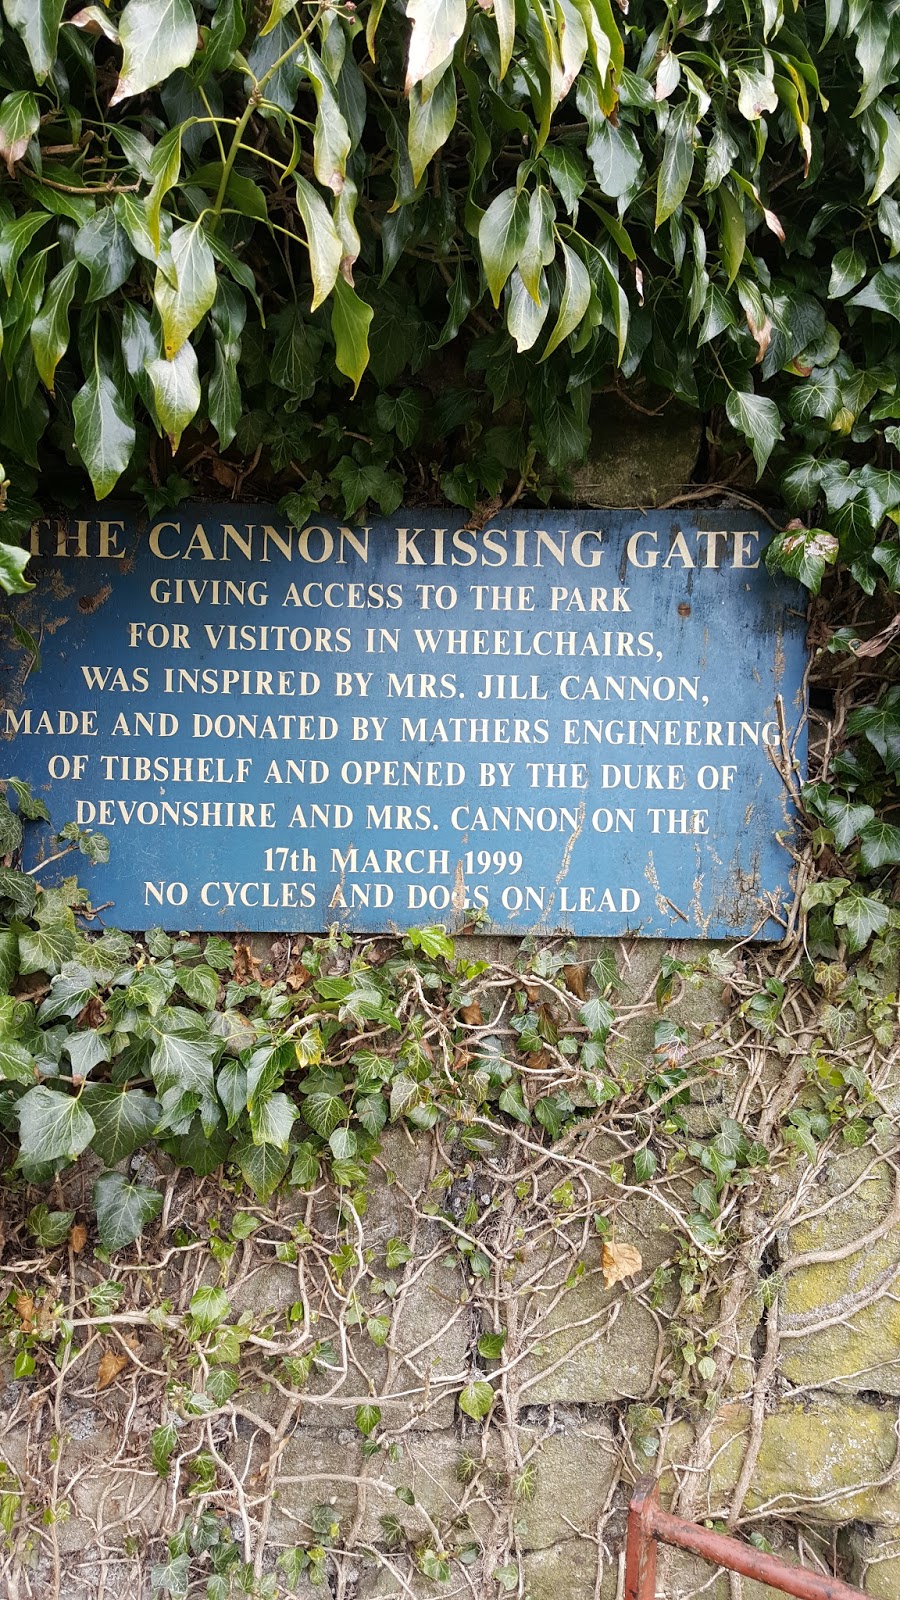 THE CANNON KISSING GATE
GIVING ACCESS TO THE PARK
FOR VISITORS IN WHEELCHAIRS,
WAS INSPIRED BY MRS. JILL CANNON,
MADE AND DONATED BY MATHERS ENGINEERING
OF TIBSHELF AND OPENED BY THE DUKE OF
DEVONSHIRE AND MRS. CANNON ON THE
17th MARCH 1999
NO CYCLES AND DOGS ON LEAD